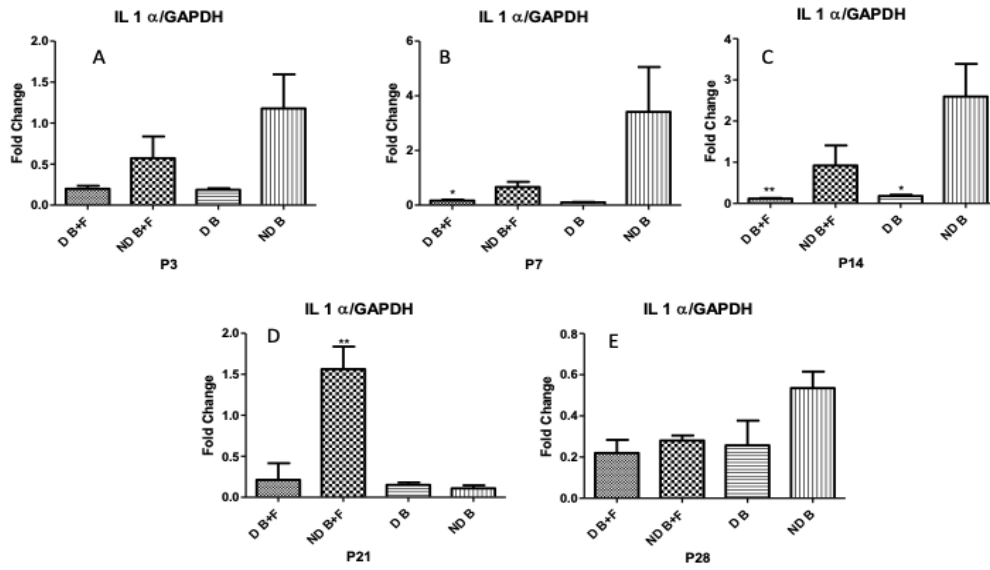 IL 1 α/GAPDH
A
Fold Change
2.0
1.5
1.0
0.5
0.0
D B+F
ND B+F
D B
ND B
P3
IL 1 α/GAPDH
B
Fold Change
6
4
2
0
*
D B+F
ND B+F
D B
ND B
P7
IL 1 α/GAPDH
C
Fold Change
4
3
2
1
0
**
*
D B+F
ND B+F
D B
ND B
P14
IL 1 α/GAPDH
D
Fold Change
2.0
1.5
1.0
0.5
0.0
**
D B+F
ND B+F
D B
ND B
P21
IL 1 α/GAPDH
E
Fold Change
0.8
0.6
0.4
0.2
0.0
D B+F
ND B+F
D B
ND B
P28